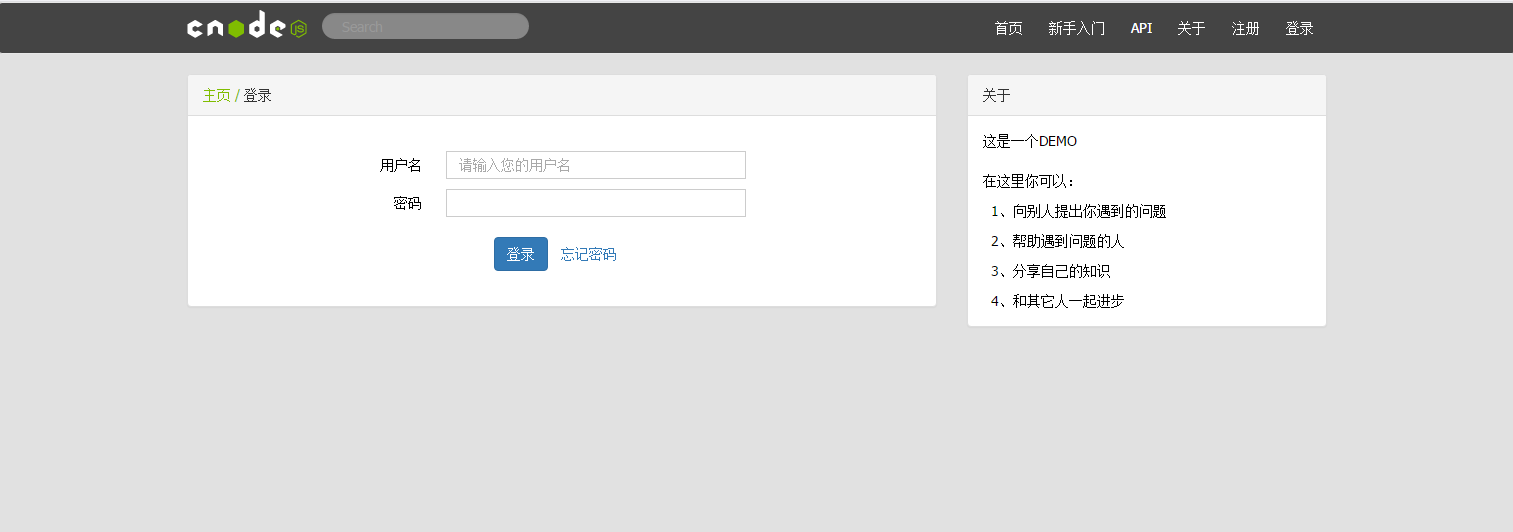 cnode JS Search 首页 新手入门 API 关于 注册 登录
主页 / 登录
用户名 请输入您的用户名
密码
登录 忘记密码
关于
这是一个DEMO
在这里你可以：
1、向别人提出你遇到的问题
2、帮助遇到问题的人
3、分享自己的知识
4、和其它人一起进步